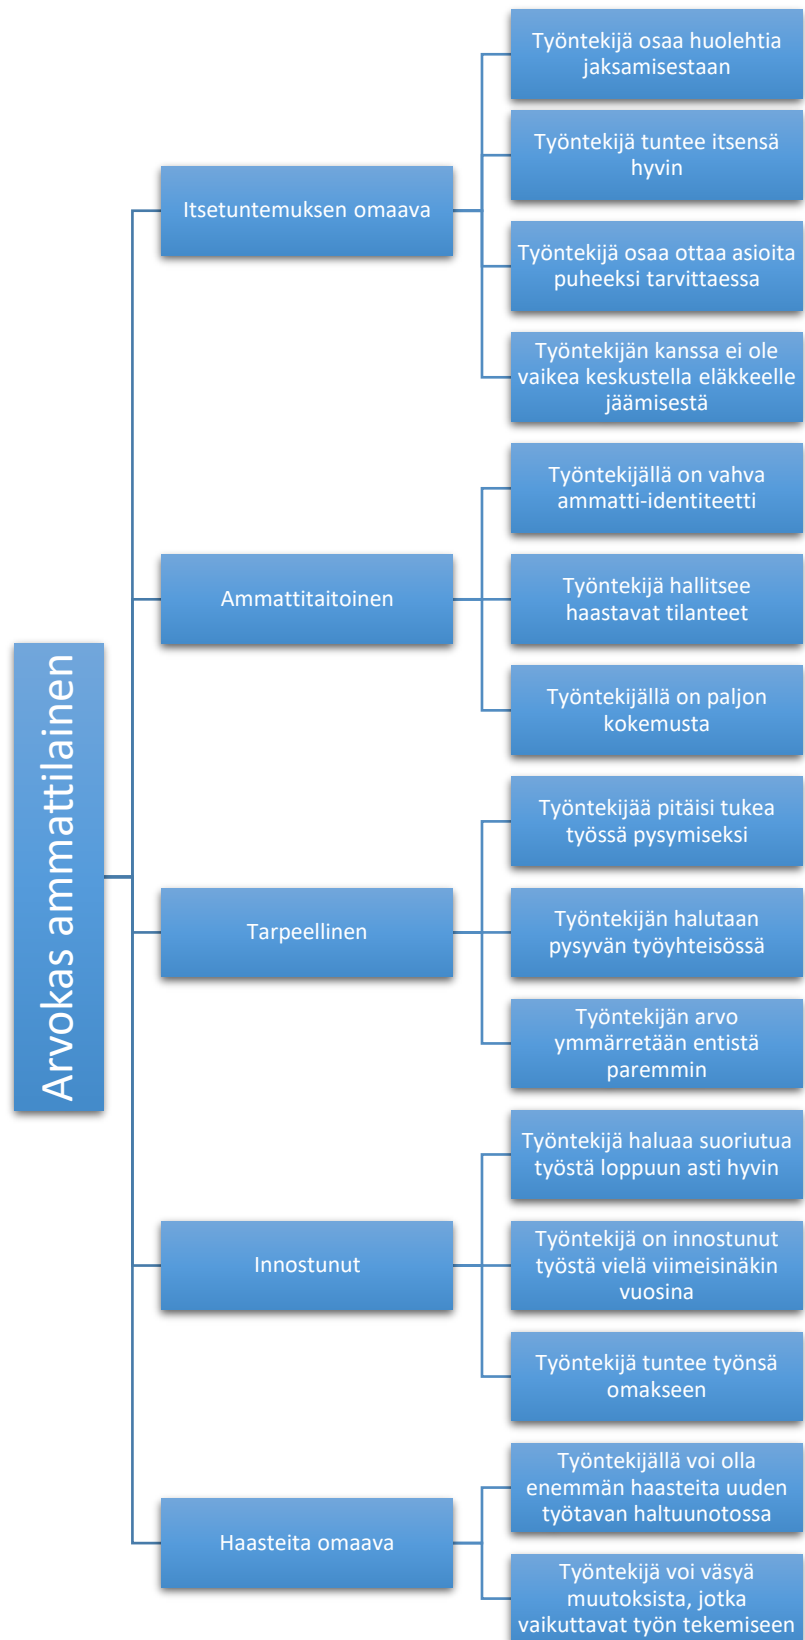 Arvokas ammattilainen
Itsetuntemuksen omaava
Työntekijä osaa huolehtia
jaksamisestaan
Työntekijä tuntee itsensä
hyvin
Työntekijä osaa ottaa asioita
puheeksi tarvittaessa
Työntekijän kanssa ei ole
vaikea keskustella eläkkeelle
jäämisestä
Ammattitaitoinen
Työntekijällä on vahva
ammatti-identiteetti
Työntekijä hallitsee
haastavat tilanteet
Työntekijällä on paljon
kokemusta
Tarpeellinen
Työntekijää pitäisi tukea
työssä pysymiseksi
Työntekijän halutaan
pysyvän työyhteisössä
Työntekijän arvo
ymmärretään entistä
paremmin
Innostunut
Työntekijä haluaa suoriutua
työstä loppuun asti hyvin
Työntekijä on innostunut
työstä vielä viimeisinäkin
vuosina
Työntekijä tuntee työnsä
omakseen
Haasteita omaava
Työntekijällä voi olla
enemmän haasteita uuden
työtavan haltuunotossa
Työntekijä voi väsyä
muutoksista, jotka
vaikuttavat työn tekemiseen